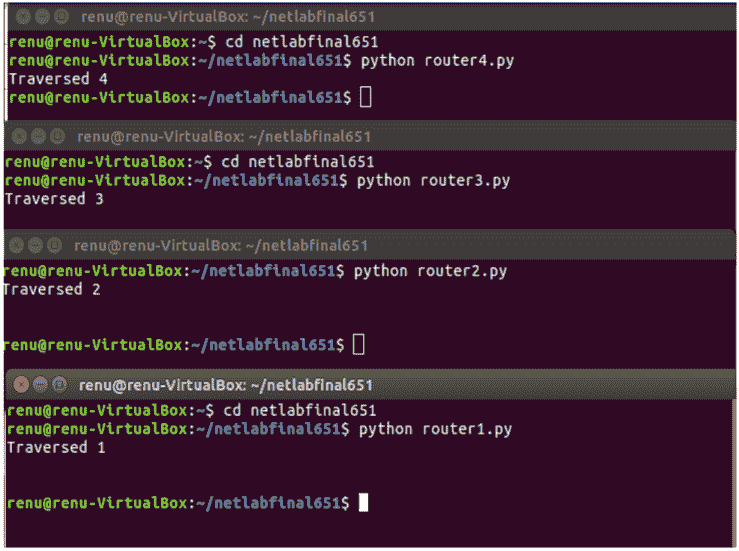 renu@renu-VirtualBox: ~/netlabfinal651
renu@renu-VirtualBox:~$ cd netlabfinal651
renu@renu-VirtualBox:~/netlabfinal651$ python router4.py
Traversed 4
renu@renu-VirtualBox:~/netlabfinal651$
renu@renu-VirtualBox: ~/netlabfinal651
renu@renu-VirtualBox:~$ cd netlabfinal651
renu@renu-VirtualBox:~/netlabfinal651$ python router3.py
Traversed 3
renu@renu-VirtualBox: ~/netlabfinal651
renu@renu-VirtualBox:~/netlabfinal651$ python router2.py
Traversed 2
renu@renu-VirtualBox:~/netlabfinal651$
renu@renu-VirtualBox: ~/netlabfinal651
renu@renu-VirtualBox:~$ cd netlabfinal651
renu@renu-VirtualBox:~/netlabfinal651$ python router1.py
Traversed 1
renu@renu-VirtualBox:~/netlabfinal651$